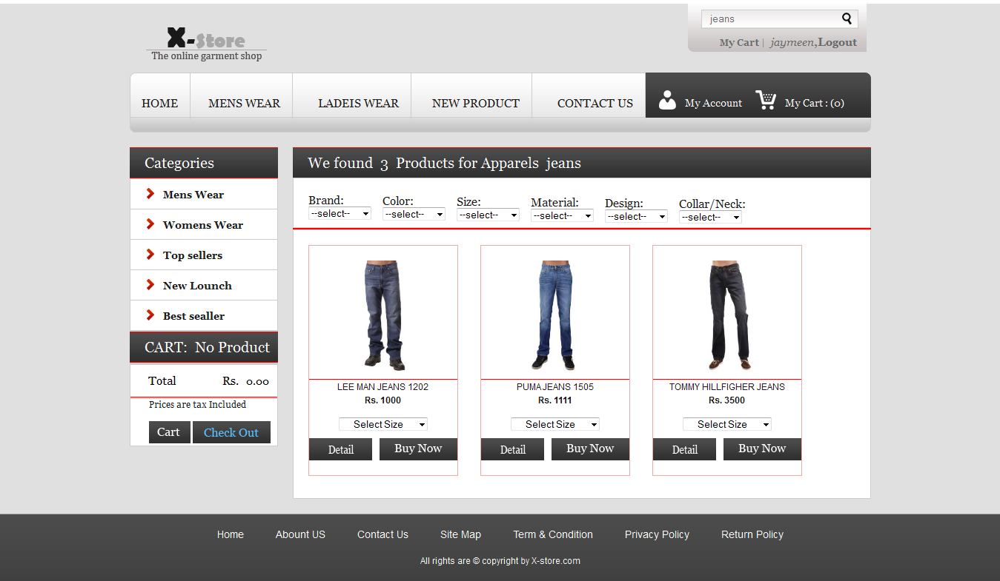 jeans
X-Store
The online garment shop
My Cart | jaymeen,Logout
HOME MENS WEAR LADEIS WEAR NEW PRODUCT CONTACT US My Account My Cart : (0)
Categories
Mens Wear
Womens Wear
Top sellers
New Lounch
Best sealler
CART: No Product
Total Rs. 0.00
Prices are tax Included
Cart Check Out
We found 3 Products for Apparels jeans
Brand: Color: Size: Material: Design: Collar/Neck:
--select-- --select-- --select-- --select-- --select-- --select--
LEE MAN JEANS 1202 PUMA JEANS 1505 TOMMY HILLFIGHER JEANS
Rs. 1000 Rs. 1111 Rs. 3500
Select Size Select Size Select Size
Detail Buy Now Detail Buy Now Detail Buy Now
Home Abount US Contact Us Site Map Term & Condition Privacy Policy Return Policy
All rights are © copyright by X-store.com